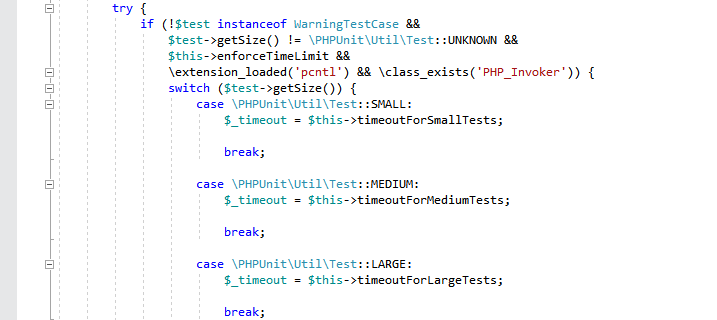 try {
if (!$test instanceof WarningTestCase &&
$test->getSize() != \PHPUnit\Util\Test::UNKNOWN &&
$this->enforceTimeLimit &&
\extension_loaded('pcntl') && \class_exists('PHP_Invoker')) {
switch ($test->getSize()) {
case \PHPUnit\Util\Test::SMALL:
$_timeout = $this->timeoutForSmallTests;
break;
case \PHPUnit\Util\Test::MEDIUM:
$_timeout = $this->timeoutForMediumTests;
break;
case \PHPUnit\Util\Test::LARGE:
$_timeout = $this->timeoutForLargeTests;
break;